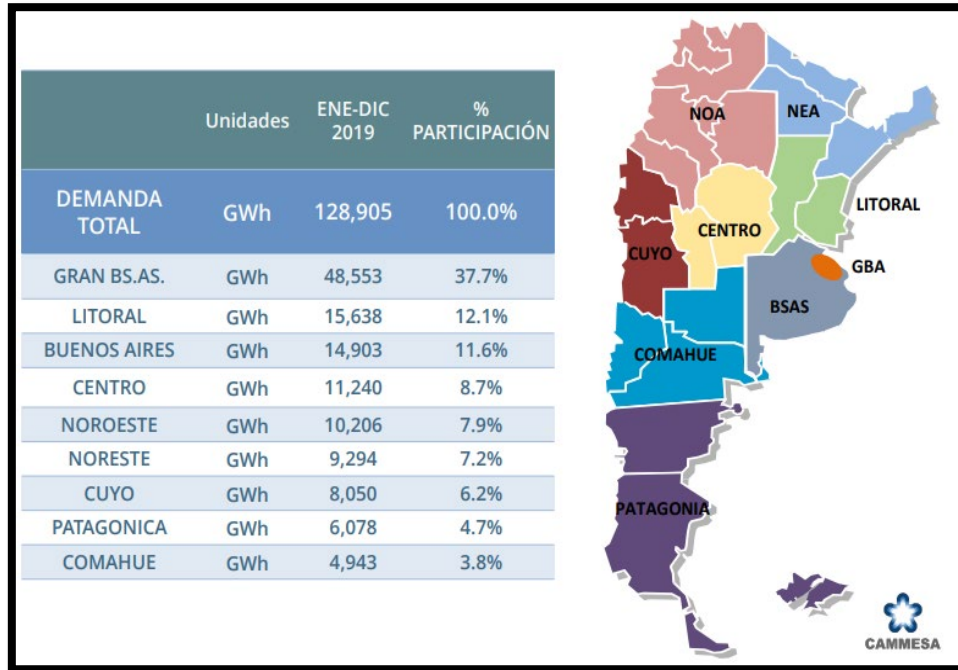 Unidades
ENE-DIC
2019
%
PARTICIPACIÓN
DEMANDA
TOTAL
GWh
128,905
100.0%
GRAN BS.AS. GWh 48,553 37.7%
LITORAL GWh 15,638 12.1%
BUENOS AIRES GWh 14,903 11.6%
CENTRO GWh 11,240 8.7%
NOROESTE GWh 10,206 7.9%
NORESTE GWh 9,294 7.2%
CUYO GWh 8,050 6.2%
PATAGONICA GWh 6,078 4.7%
COMAHUE GWh 4,943 3.8%
NOA
NEA
LITORAL
CENTRO
CUYO
GBA
BSAS
COMAHUE
PATAGONIA
CAMMESA